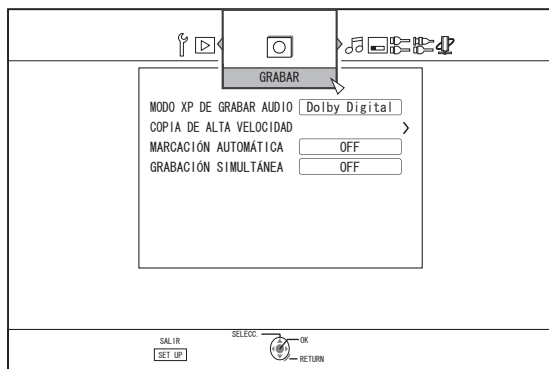 GRABAR
MODO XP DE GRABAR AUDIO Dolby Digital
COPIA DE ALTA VELOCIDAD
MARCACIÓN AUTOMÁTICA OFF
GRABACIÓN SIMULTÁNEA OFF
SALIR
SET UP
SELECC.
OK
RETURN